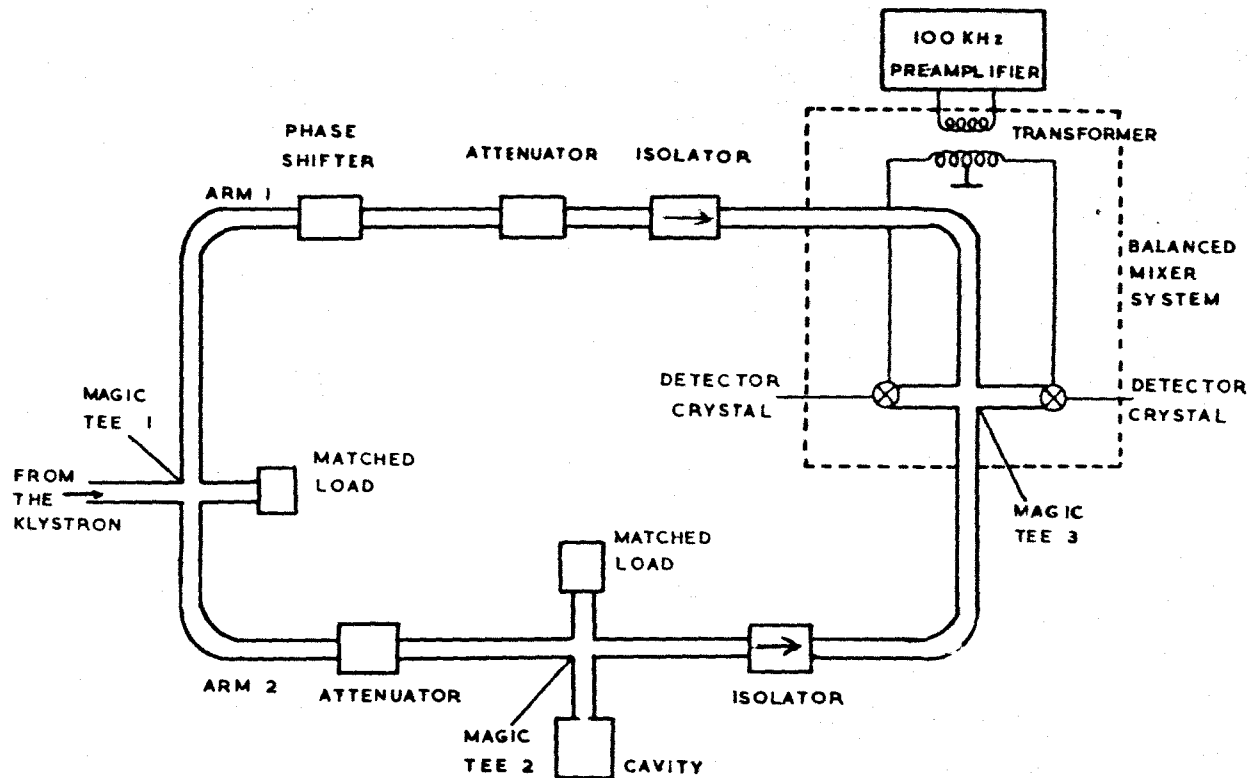 100 KHz
PREAMPLIFIER
TRANSFORMER
PHASE
SHIFTER
ATTENUATOR
ISOLATOR
ARM 1
BALANCED
MIXER
SYSTEM
DETECTOR
CRYSTAL
DETECTOR
CRYSTAL
MAGIC
TEE 1
FROM
THE
KLYSTRON
MATCHED
LOAD
MAGIC
TEE 3
MATCHED
LOAD
ARM 2
ATTENUATOR
ISOLATOR
MAGIC
TEE 2
CAVITY